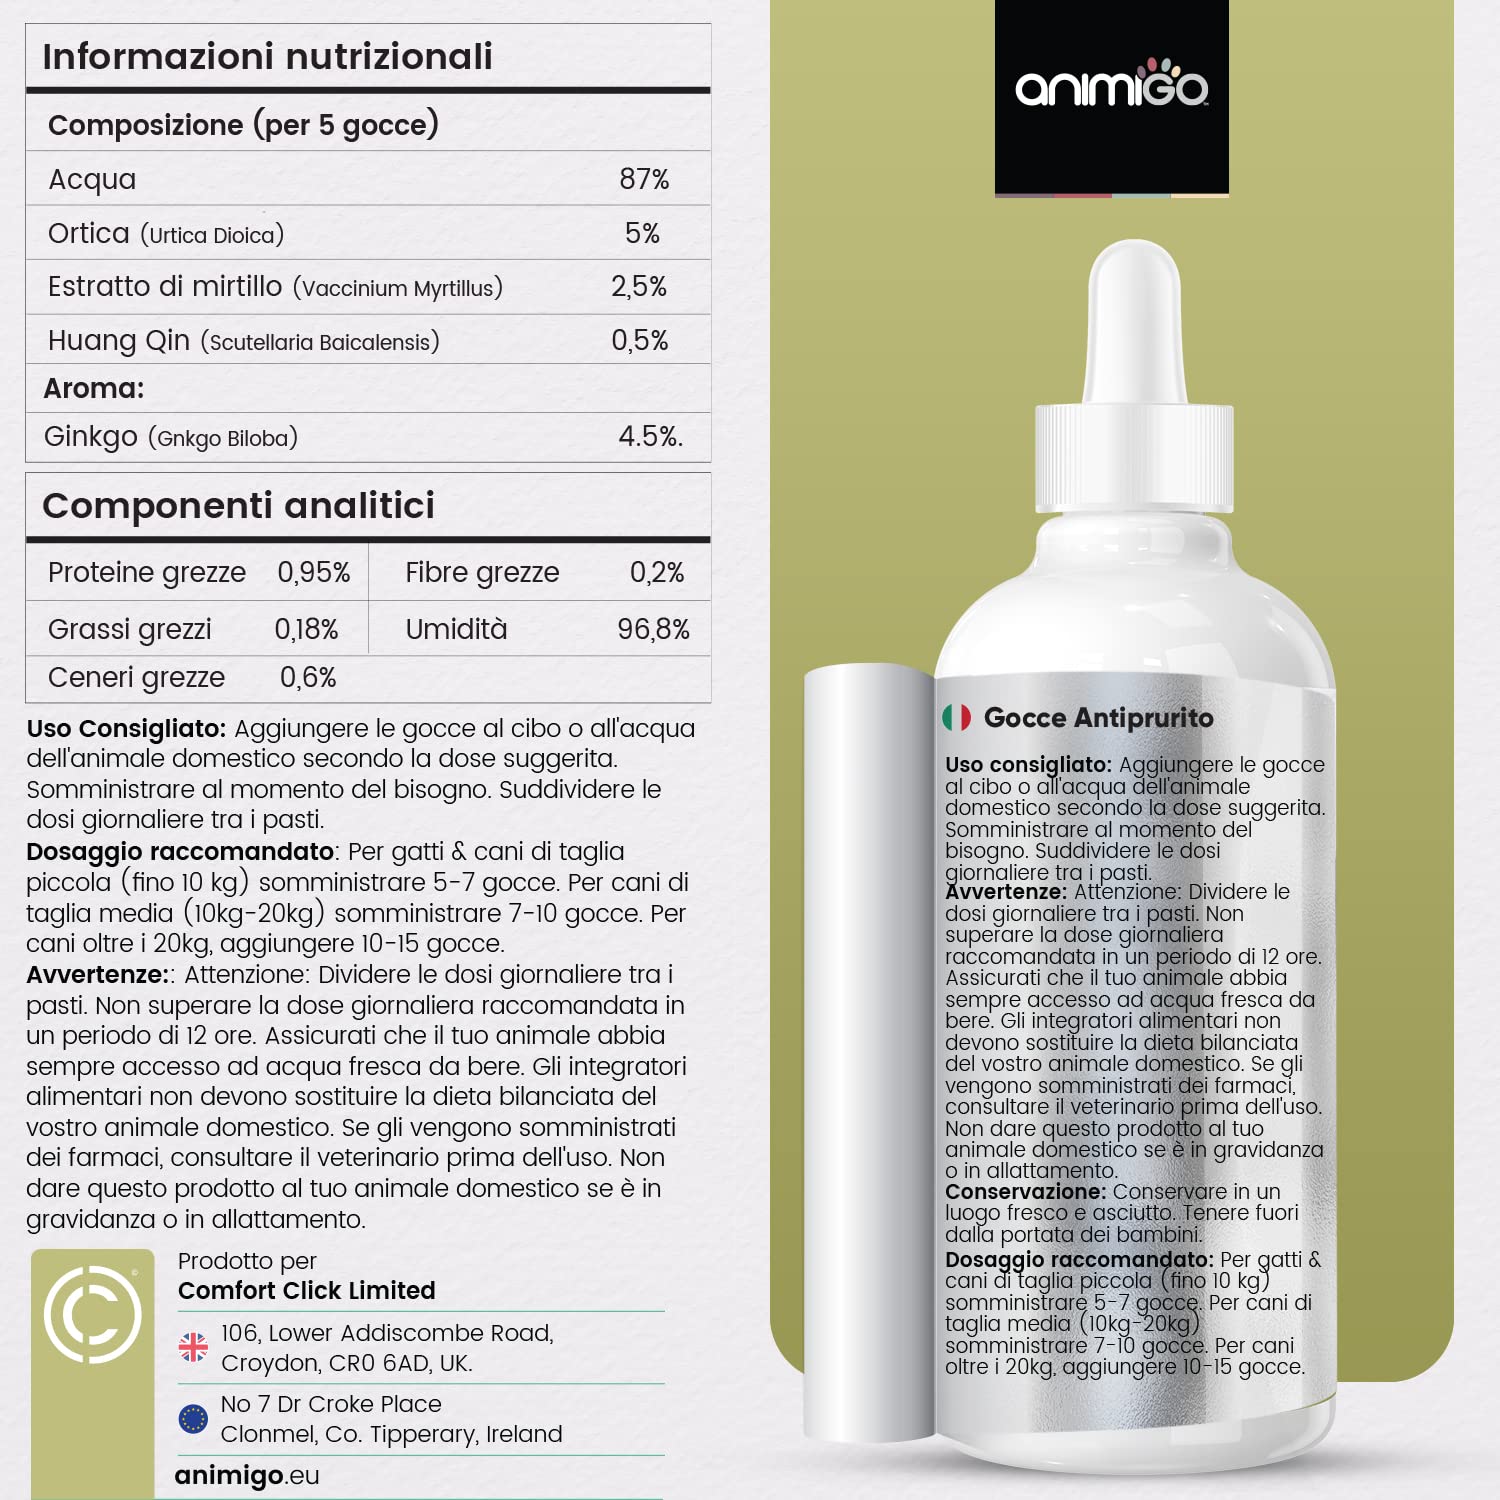 Informazioni nutrizionali
Composizione (per 5 gocce)
Acqua 87%
Ortica (Urtica Dioica) 5%
Estratto di mirtillo (Vaccinium Myrtillus) 2,5%
Huang Qin (Scutellaria Baicalensis) 0,5%
Aroma:
Ginkgo (Gnkgo Biloba) 4.5%.
Componenti analitici
Proteine grezze 0,95% Fibre grezze 0,2%
Grassi grezzi 0,18% Umidità 96,8%
Ceneri grezze 0,6%
Uso Consigliato: Aggiungere le gocce al cibo o all'acqua
dell'animale domestico secondo la dose suggerita.
Somministrare al momento del bisogno. Suddividere le
dosi giornaliere tra i pasti.
Dosaggio raccomandato: Per gatti & cani di taglia
piccola (fino 10 kg) somministrare 5-7 gocce. Per cani di
taglia media (10kg-20kg) somministrare 7-10 gocce. Per
cani oltre i 20kg, aggiungere 10-15 gocce.
Avvertenze:: Attenzione: Dividere le dosi giornaliere tra i
pasti. Non superare la dose giornaliera raccomandata in
un periodo di 12 ore. Assicurati che il tuo animale abbia
sempre accesso ad acqua fresca da bere. Gli integratori
alimentari non devono sostituire la dieta bilanciata del
vostro animale domestico. Se gli vengono somministrati
dei farmaci, consultare il veterinario prima dell'uso. Non
dare questo prodotto al tuo animale domestico se è in
gravidanza o in allattamento.
©
Prodotto per
Comfort Click Limited
106, Lower Addiscombe Road,
Croydon, CR0 6AD, UK.
No 7 Dr Croke Place
Clonmel, Co. Tipperary, Ireland
animigo.eu
animiGo
Gocce Antiprurito
Uso consigliato: Aggiungere le gocce
al cibo o all'acqua dell'animale
domestico secondo la dose suggerita.
Somministrare al momento del
bisogno. Suddividere le dosi
giornaliere tra i pasti.
Avvertenze: Attenzione: Dividere le
dosi giornaliere tra i pasti. Non
superare la dose giornaliera
raccomandata in un periodo di 12 ore.
Assicurati che il tuo animale abbia
sempre accesso ad acqua fresca da
bere. Gli integratori alimentari non
devono sostituire la dieta bilanciata
del vostro animale domestico. Se gli
vengono somministrati dei farmaci,
consultare il veterinario prima dell'uso.
Non dare questo prodotto al tuo
animale domestico se è in gravidanza
o in allattamento.
Conservazione: Conservare in un
luogo fresco e asciutto. Tenere fuori
dalla portata dei bambini.
Dosaggio raccomandato: Per gatti &
cani di taglia piccola (fino 10 kg)
somministrare 5-7 gocce. Per cani di
taglia media (10kg-20kg)
somministrare 7-10 gocce. Per cani
oltre i 20kg, aggiungere 10-15 gocce.